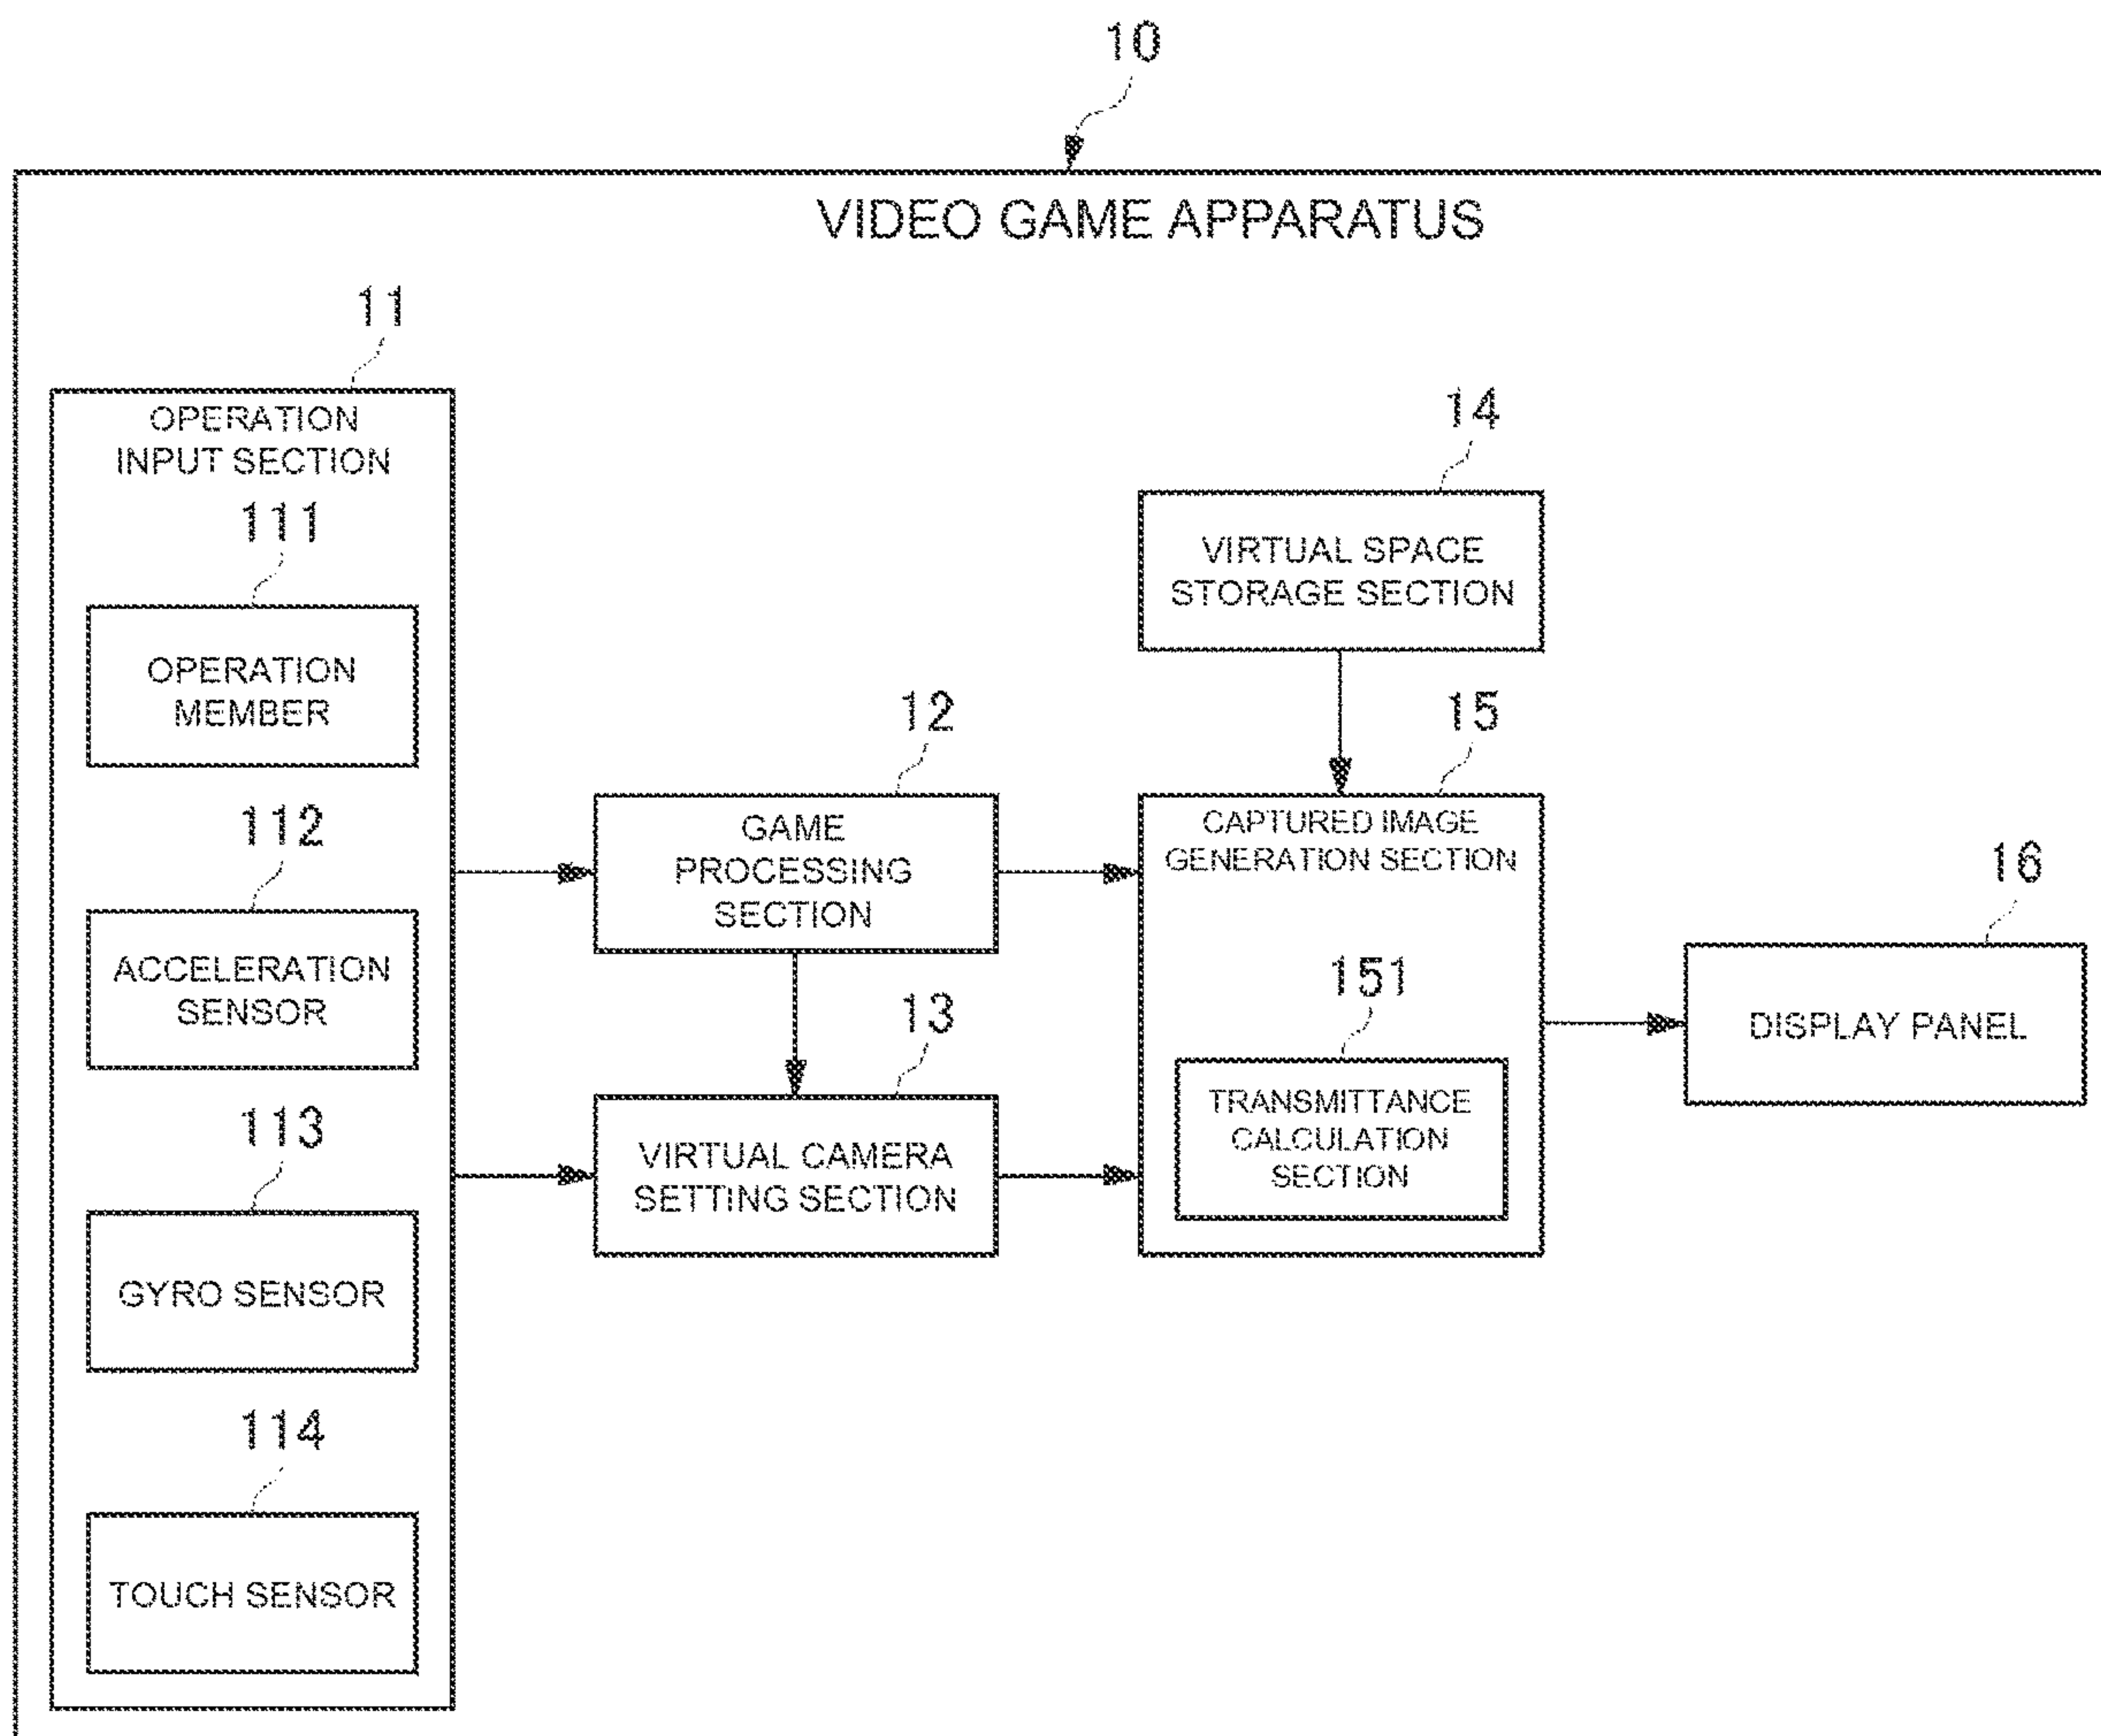 10
VIDEO GAME APPARATUS
11
OPERATION
INPUT SECTION
111
OPERATION
MEMBER
112
ACCELERATION
SENSOR
113
GYRO SENSOR
114
TOUCH SENSOR
12
GAME
PROCESSING
SECTION
13
VIRTUAL CAMERA
SETTING SECTION
14
VIRTUAL SPACE
STORAGE SECTION
15
CAPTURED IMAGE
GENERATION SECTION
151
TRANSMITTANCE
CALCULATION
SECTION
16
DISPLAY PANEL